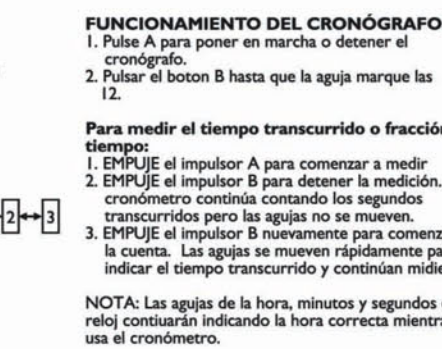 FUNCIONAMIENTO DEL CRONÓGRAFO
1. Pulse A para poner en marcha o detener el
cronógrafo.
2. Pulsar el boton B hasta que la aguja marque las
12.
Para medir el tiempo transcurrido o fracción
tiempo:
1. EMPUJE el impulsor A para comenzar a medir
2. EMPUJE el impulsor B para detener la medición.
cronómetro continúa contando los segundos
transcurridos pero las agujas no se mueven.
2 3
3. EMPUJE el impulsor B nuevamente para
la cuenta. Las agujas se mueven rápidamente
indicar el tiempo transcurrido y continúan
NOTA: Las agujas de la hora, minutos y segundos
reloj contiuarán indicando la hora correcta
usa el cronómetro.